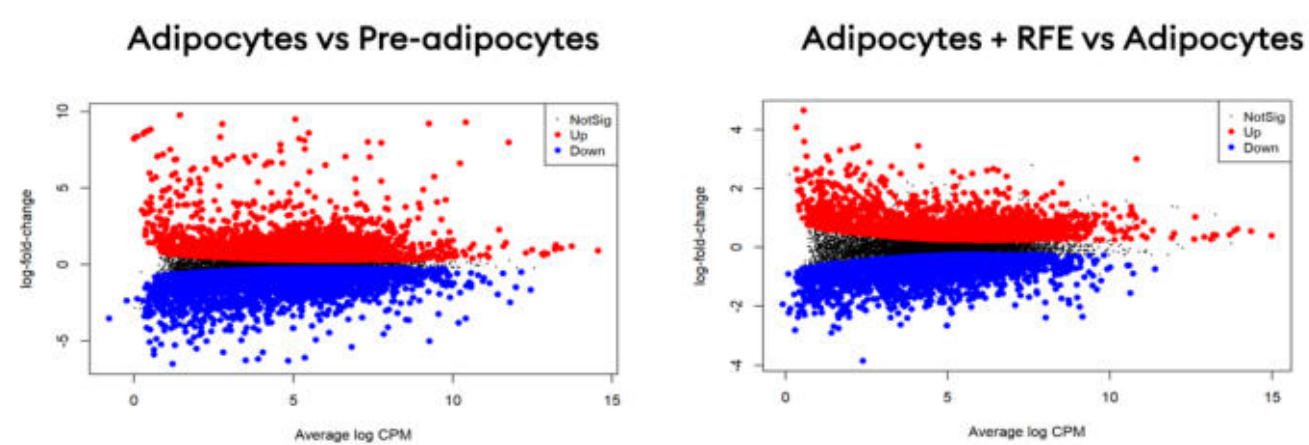 Adipocytes vs Pre-adipocytes
10
5
0
-5
log-fold-change
NotSig
Up
Down
0 5 10 15
Average log CPM
Adipocytes + RFE vs Adipocytes
4
2
0
-2
-4
log-fold-change
NotSig
Up
Down
0 5 10 15
Average log CPM